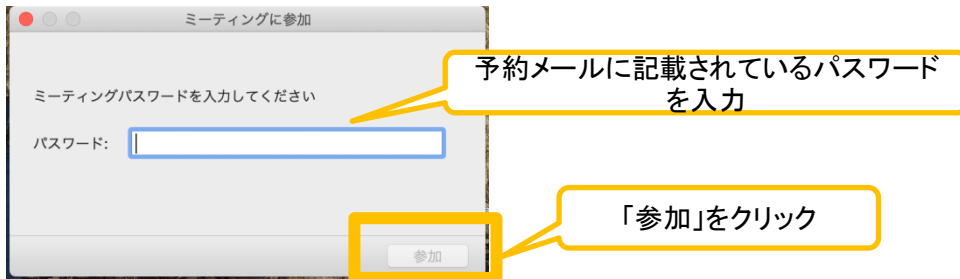 ミーティングに参加
予約メールに記載されているパスワード
を入力
ミーティングパスワードを入力してください
パスワード:
「参加」をクリック
参加